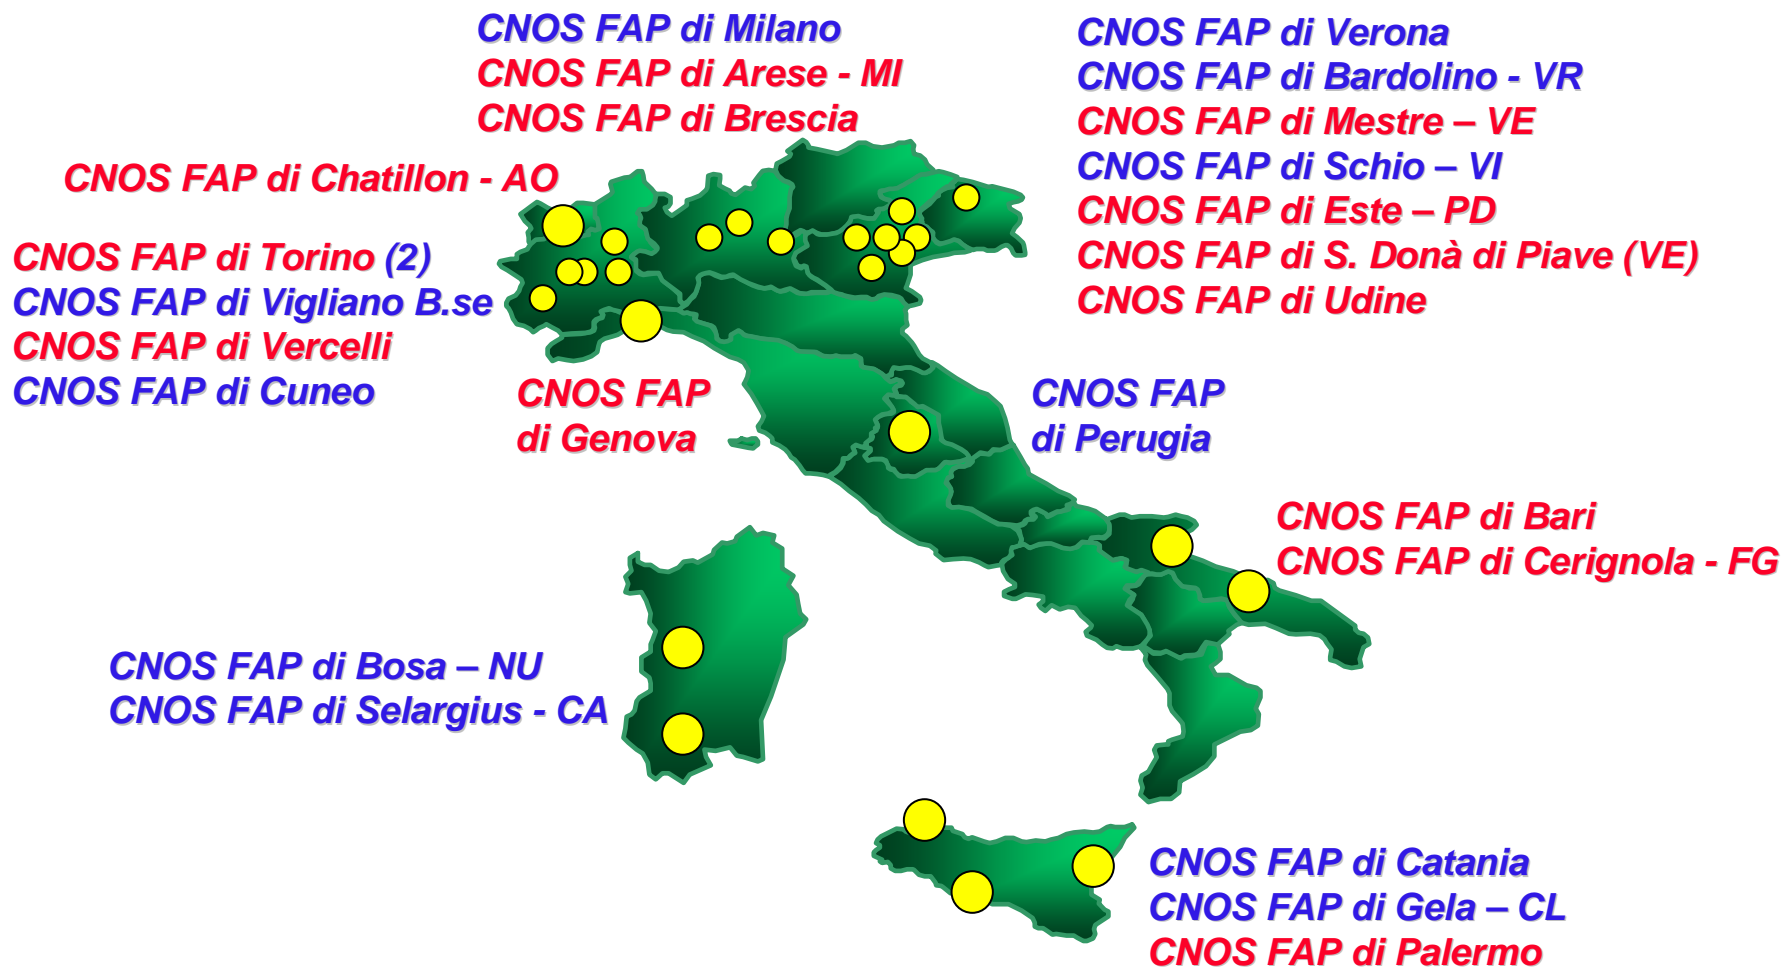 CNOS FAP di Milano
CNOS FAP di Arese - MI
CNOS FAP di Brescia
CNOS FAP di Verona
CNOS FAP di Bardolino - VR
CNOS FAP di Mestre – VE
CNOS FAP di Schio – VI
CNOS FAP di Este – PD
CNOS FAP di S. Donà di Piave (VE)
CNOS FAP di Udine
CNOS FAP di Chatillon - AO
CNOS FAP di Torino (2)
CNOS FAP di Vigliano B.se
CNOS FAP di Vercelli
CNOS FAP di Cuneo
CNOS FAP
di Genova
CNOS FAP
di Perugia
CNOS FAP di Bari
CNOS FAP di Cerignola - FG
CNOS FAP di Bosa – NU
CNOS FAP di Selargius - CA
CNOS FAP di Catania
CNOS FAP di Gela – CL
CNOS FAP di Palermo